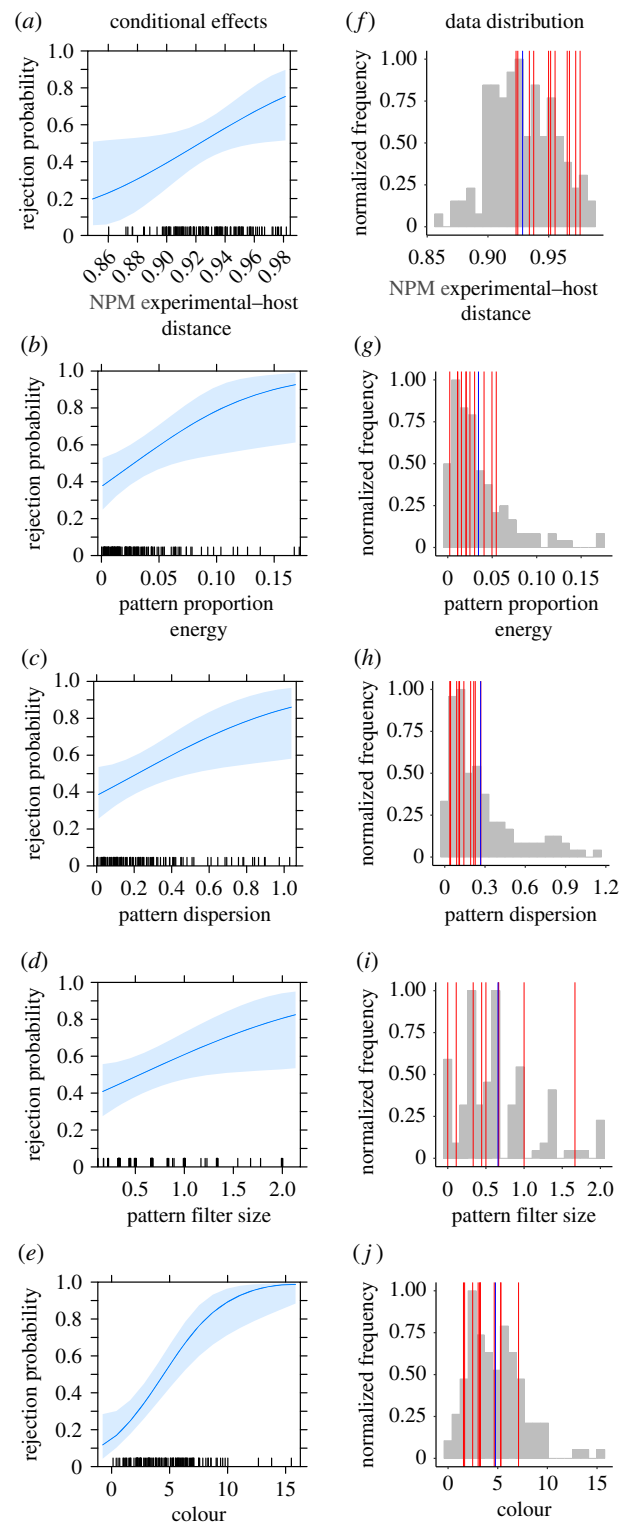 (a) conditional effects
rejection probability
1.0
0.8
0.6
0.4
0.2
0
0.86 0.88 0.90 0.92 0.94 0.96 0.98
NPM experimental–host
distance
(f) data distribution
normalized frequency
1.00
0.75
0.50
0.25
0
0.85 0.90 0.95
NPM experimental–host
distance
(b)
rejection probability
1.0
0.8
0.6
0.4
0.2
0
0 0.05 0.10 0.15
pattern proportion
energy
(g)
normalized frequency
1.00
0.75
0.50
0.25
0
0 0.05 0.10 0.15
pattern proportion
energy
(c)
rejection probability
1.0
0.8
0.6
0.4
0.2
0
0 0.2 0.4 0.6 0.8 1.0
pattern dispersion
(h)
normalized frequency
1.00
0.75
0.50
0.25
0
0 0.3 0.6 0.9 1.2
pattern dispersion
(d)
rejection probability
1.0
0.8
0.6
0.4
0.2
0
0.5 1.0 1.5 2.0
pattern filter size
(i)
normalized frequency
1.00
0.75
0.50
0.25
0
0 0.5 1.0 1.5 2.0
pattern filter size
(e)
rejection probability
1.0
0.8
0.6
0.4
0.2
0
0 5 10 15
colour
(j)
normalized frequency
1.00
0.75
0.50
0.25
0
0 5 10 15
colour